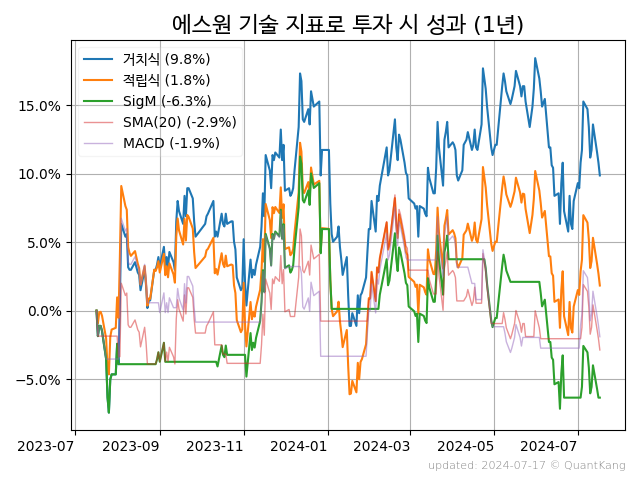 에스원 기술 지표로 투자 시 성과 (1년)
거치식 (9.8%)
적립식 (1.8%)
SigM (-6.3%)
SMA(20) (-2.9%)
MACD (-1.9%)
15.0%
10.0%
5.0%
0.0%
−5.0%
2023-07 2023-09 2023-11 2024-01 2024-03 2024-05 2024-07
updated: 2024-07-17 © QuantKang